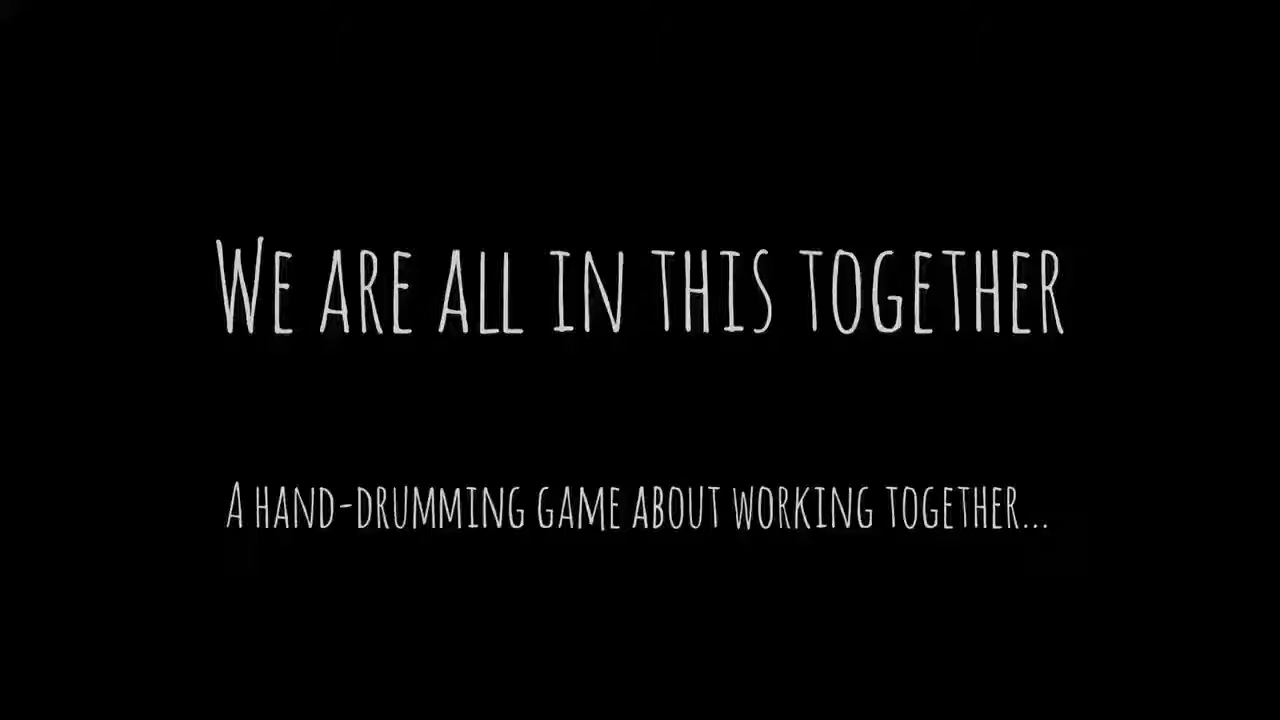 We are all in this together
A hand-drumming game about working together...